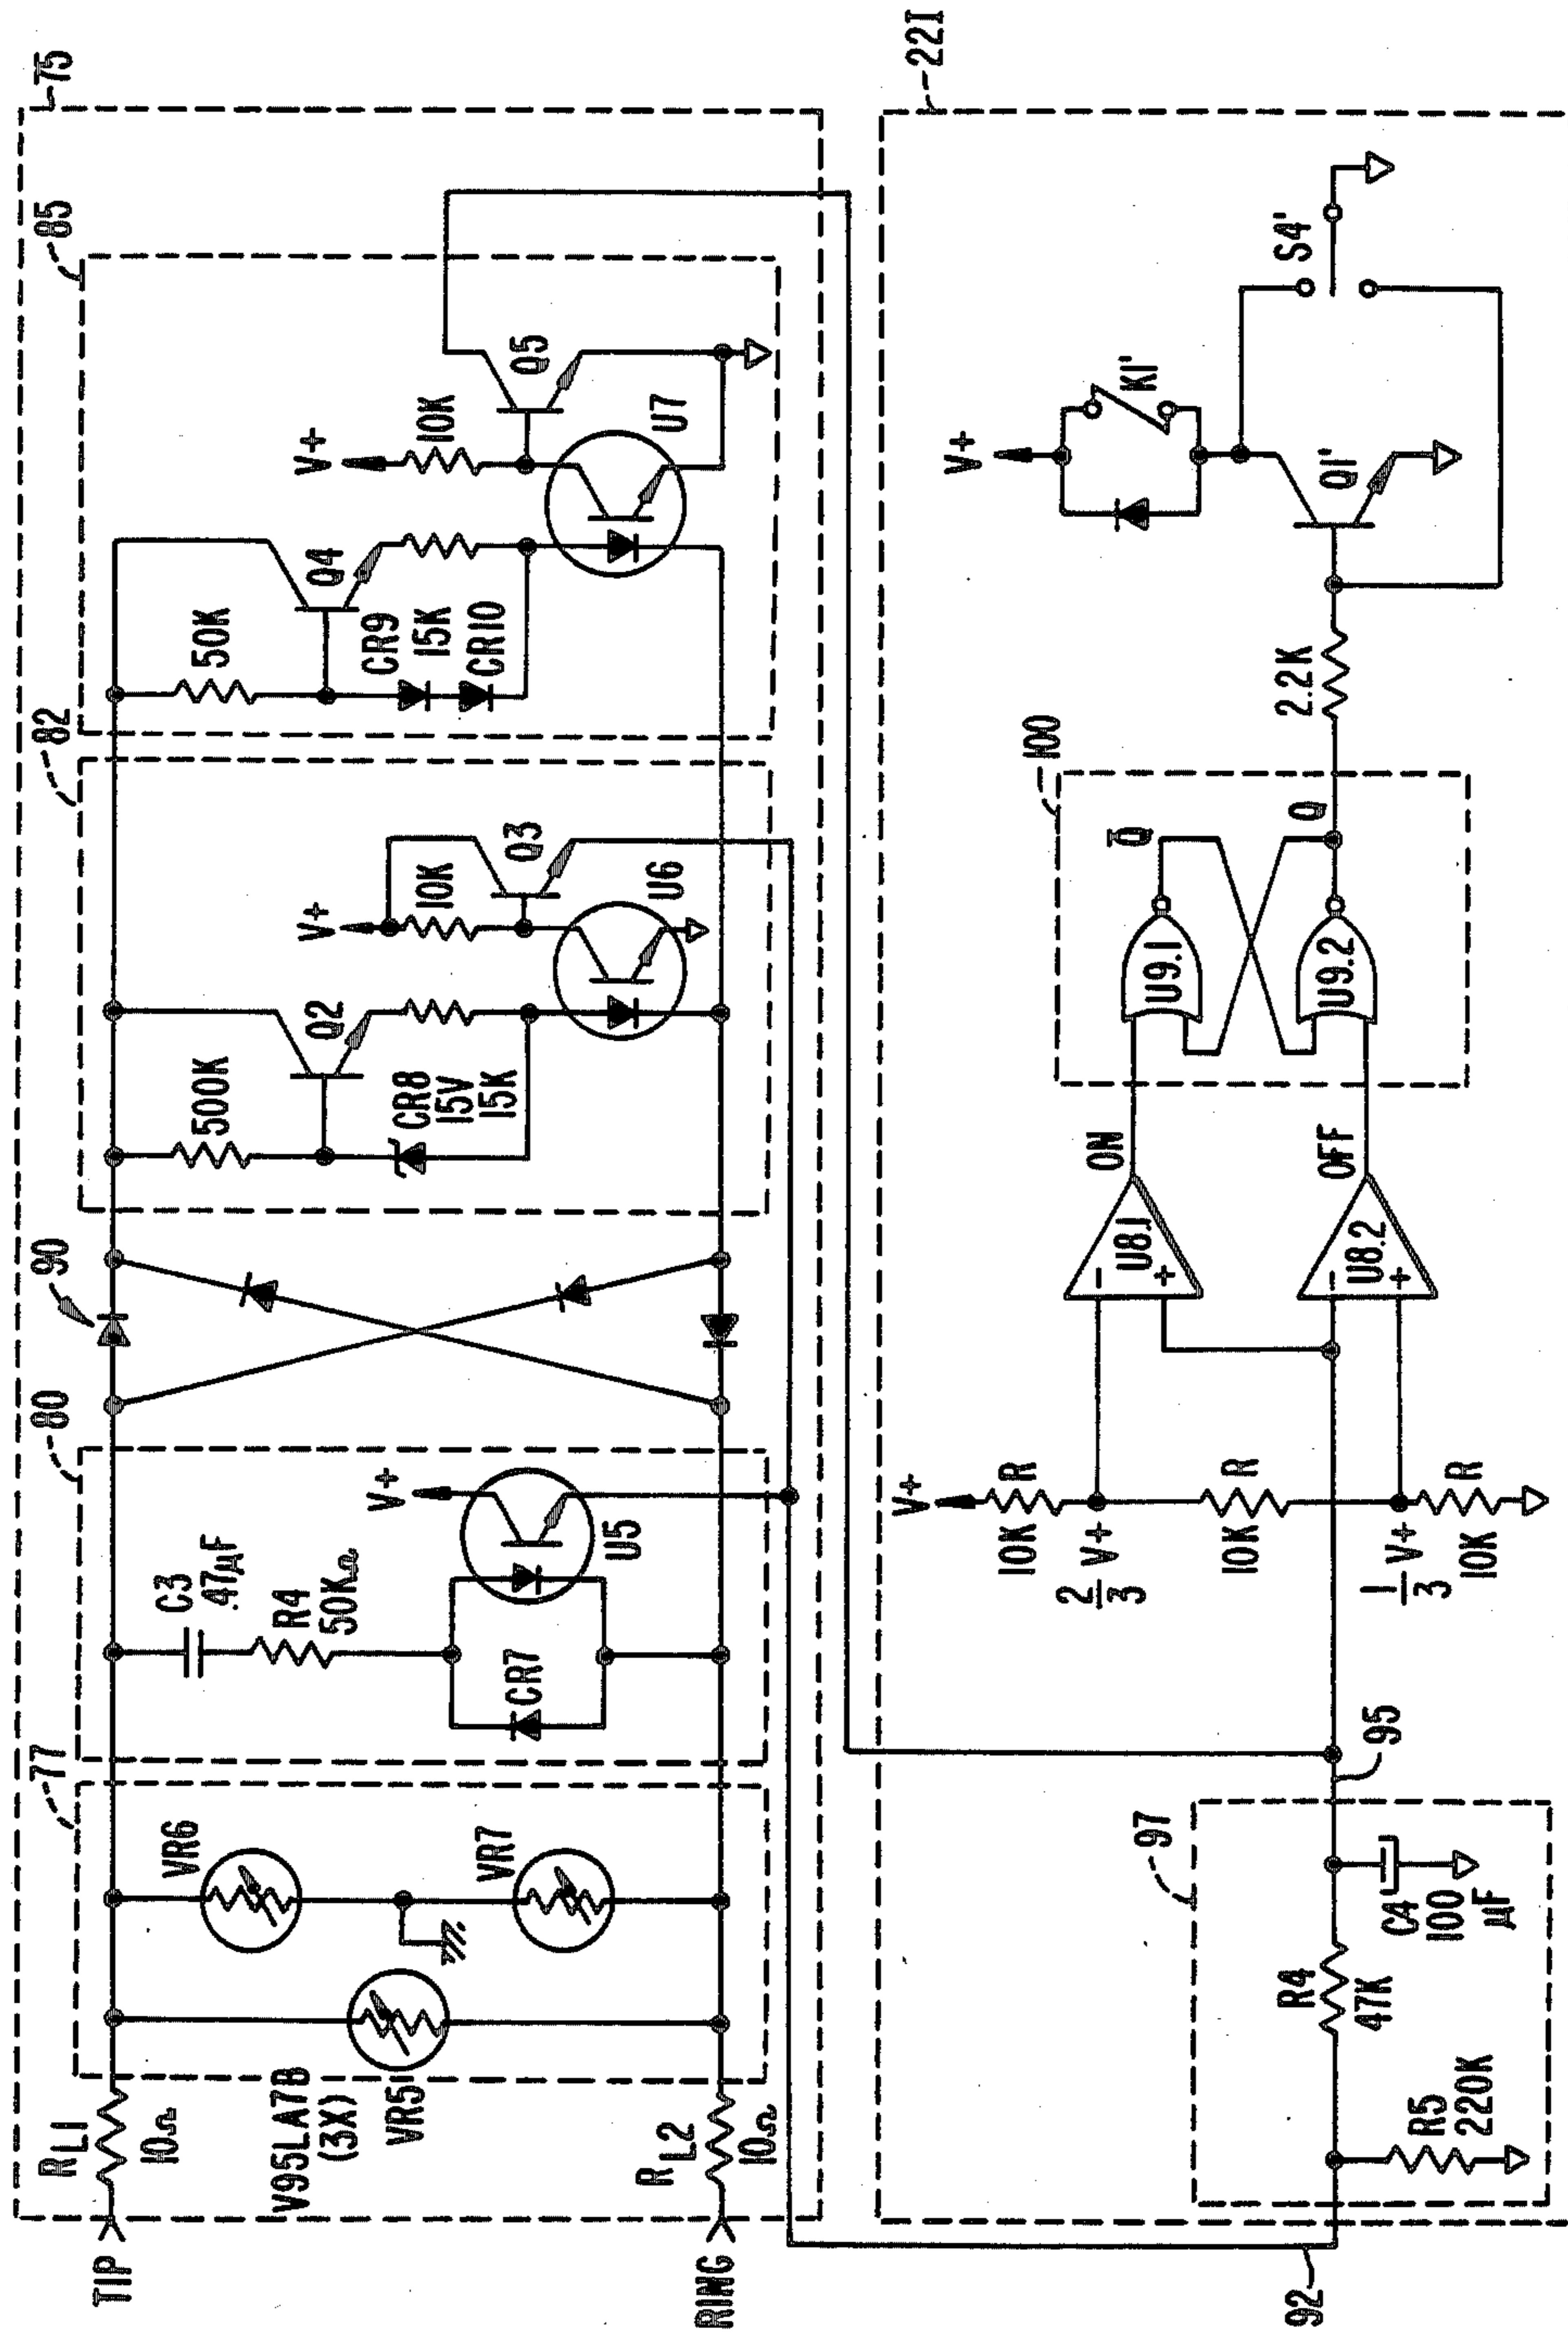 75
77
80
90
82
85
TIP
R L1
10Ω
V95LA7B
(3X)
VR5
VR6
VR7
R L2
10Ω
RING
C3
.47µF
R4
50KΩ
CR7
V+
U5
500K
Q2
CR8
15V
15K
V+
10K
Q3
U6
50K
Q4
CR9
15K
CR10
V+
10K
Q5
U7
22I
92
97
R5
220K
R4
47K
C4
100
µF
95
V+
10K
R
2/3 V+
10K
R
1/3 V+
10K
R
−
U8.1
+
ON
−
U8.2
+
OFF
100
U9.1
U9.2
Q̄
Q
2.2K
V+
K1'
Q1'
S4'